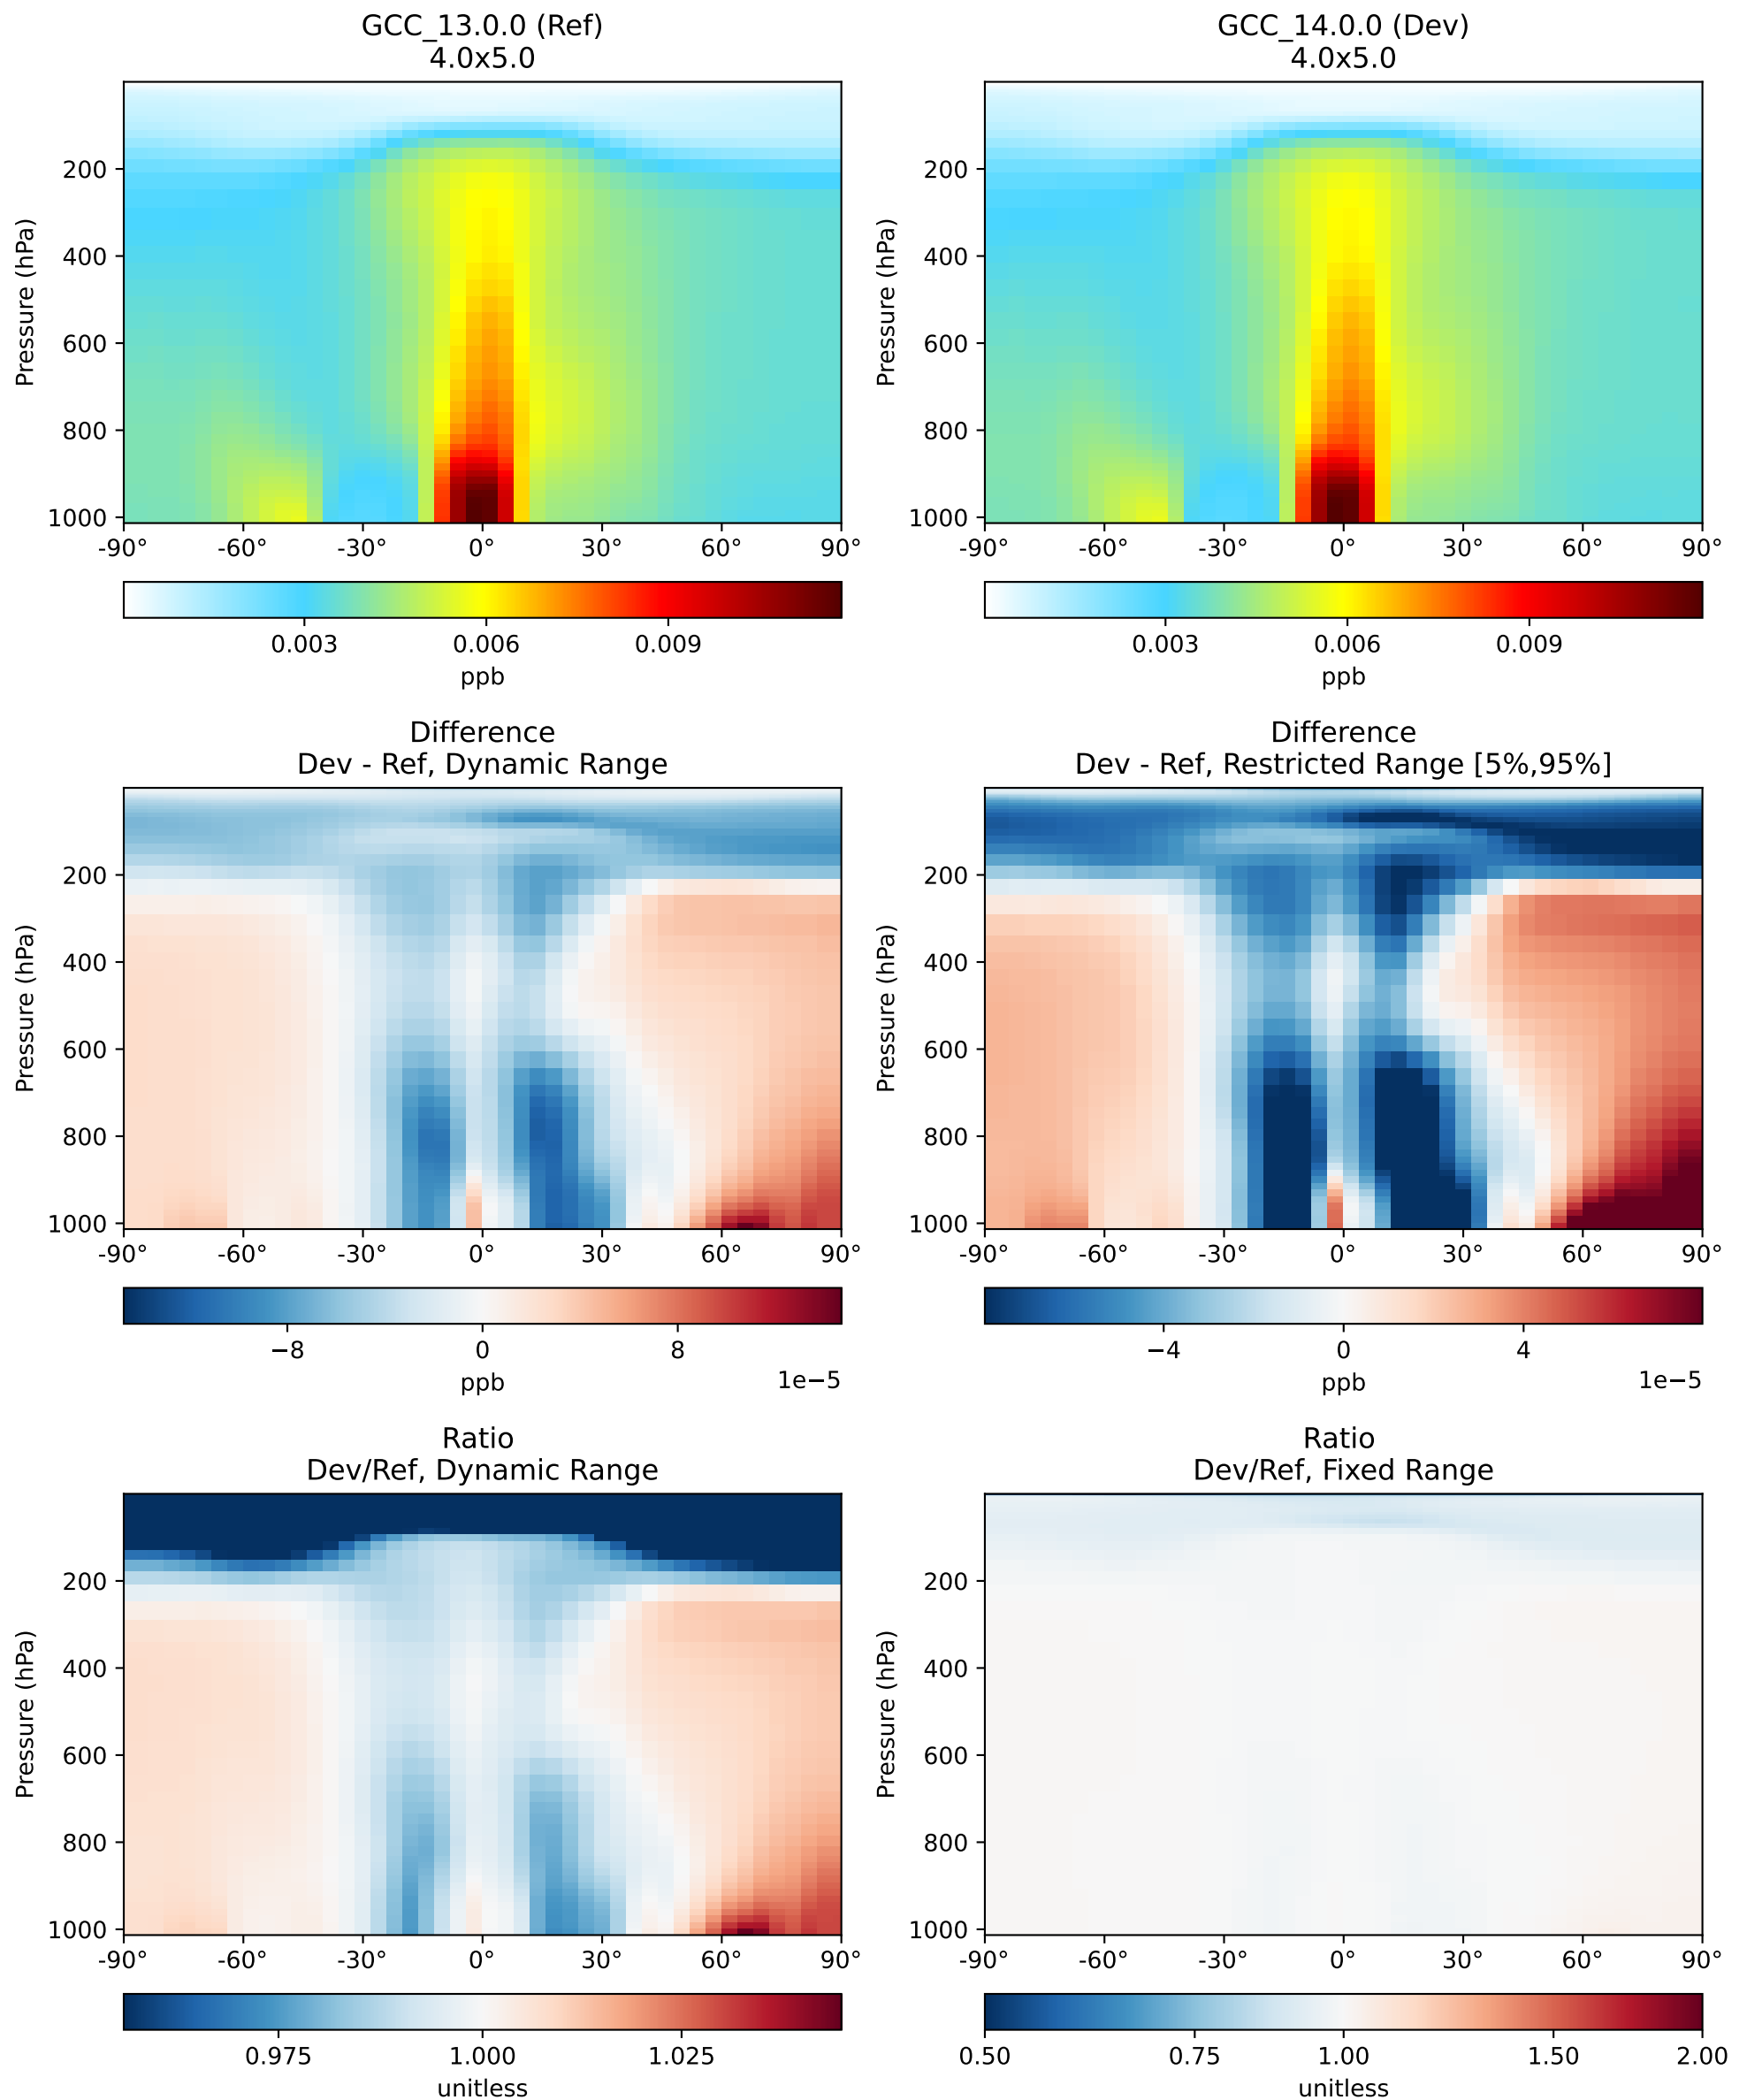 GCC_13.0.0 (Ref)
4.0x5.0
Pressure (hPa)
200
400
600
800
1000
-90° -60° -30° 0° 30° 60° 90°
0.003 0.006 0.009
ppb
GCC_14.0.0 (Dev)
4.0x5.0
Pressure (hPa)
200
400
600
800
1000
-90° -60° -30° 0° 30° 60° 90°
0.003 0.006 0.009
ppb
Difference
Dev - Ref, Dynamic Range
Pressure (hPa)
200
400
600
800
1000
-90° -60° -30° 0° 30° 60° 90°
−8 0 8
ppb 1e−5
Difference
Dev - Ref, Restricted Range [5%,95%]
Pressure (hPa)
200
400
600
800
1000
-90° -60° -30° 0° 30° 60° 90°
−4 0 4
ppb 1e−5
Ratio
Dev/Ref, Dynamic Range
Pressure (hPa)
200
400
600
800
1000
-90° -60° -30° 0° 30° 60° 90°
0.975 1.000 1.025
unitless
Ratio
Dev/Ref, Fixed Range
Pressure (hPa)
200
400
600
800
1000
-90° -60° -30° 0° 30° 60° 90°
0.50 0.75 1.00 1.50 2.00
unitless